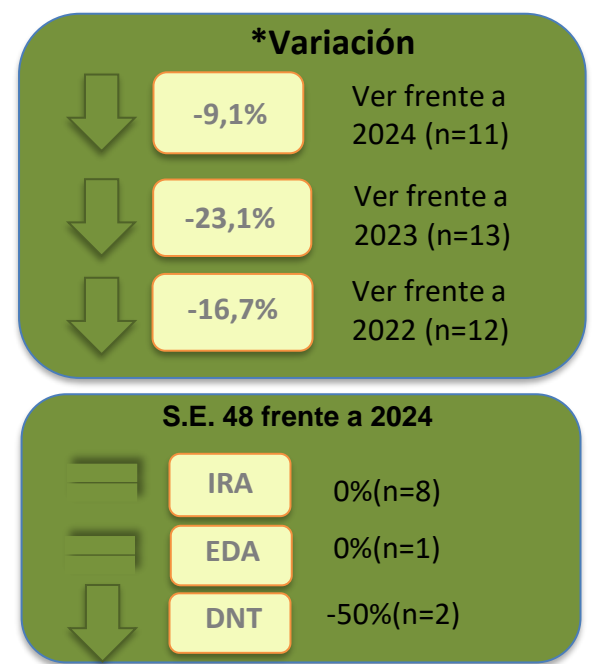 *Variación
-9,1%
Ver frente a
2024 (n=11)
-23,1%
Ver frente a
2023 (n=13)
-16,7%
Ver frente a
2022 (n=12)
S.E. 48 frente a 2024
IRA
0%(n=8)
EDA
0%(n=1)
DNT
-50%(n=2)